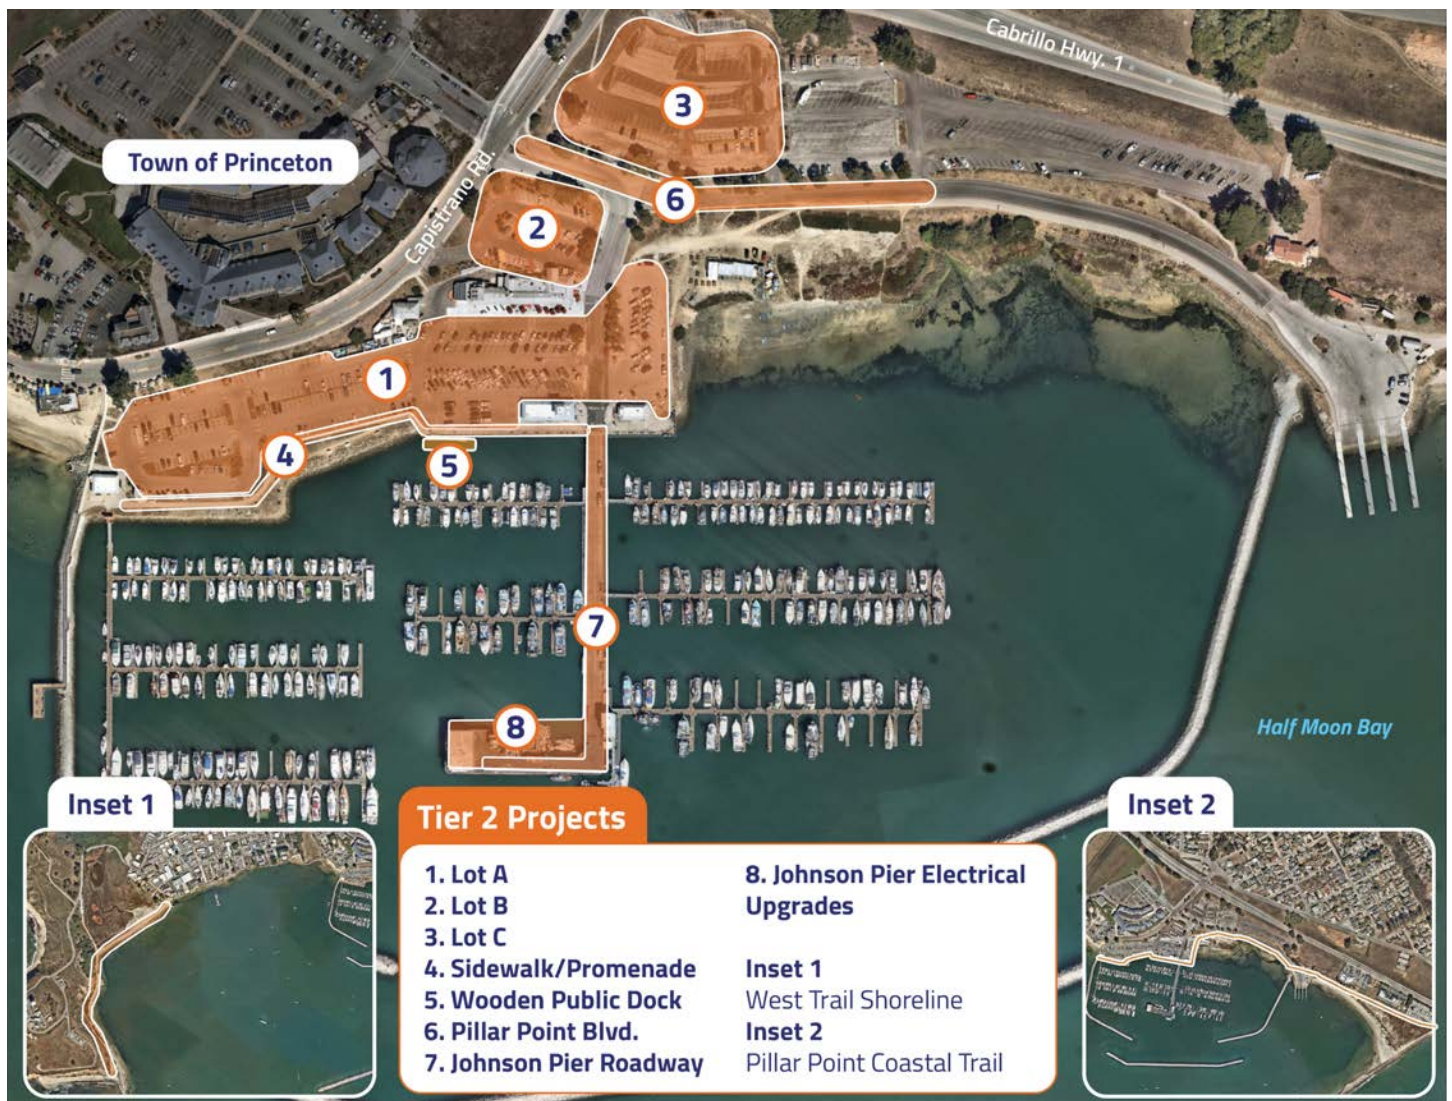 Cabrillo Hwy. 1
3
Town of Princeton
Capistrano Rd.
6
2
1
4
5
7
8
Half Moon Bay
Inset 1
Inset 2
Tier 2 Projects
1. Lot A
2. Lot B
3. Lot C
4. Sidewalk/Promenade
5. Wooden Public Dock
6. Pillar Point Blvd.
7. Johnson Pier Roadway
8. Johnson Pier Electrical
Upgrades
Inset 1
West Trail Shoreline
Inset 2
Pillar Point Coastal Trail